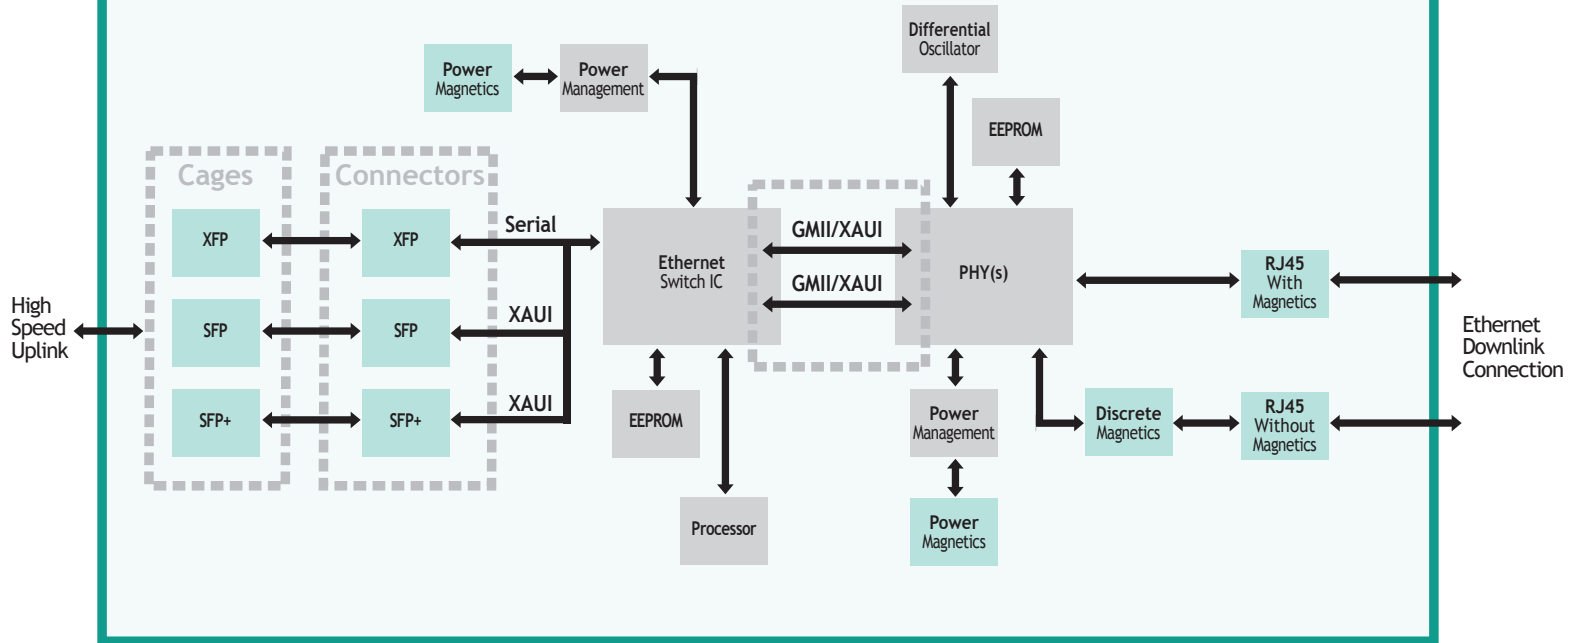 Differential
Oscillator
Power
Magnetics
Power
Management
EEPROM
Cages
Connectors
XFP
XFP
Serial
GMII/XAUI
Ethernet
Switch IC
PHY(s)
RJ45
With
Magnetics
GMII/XAUI
High
Speed
Uplink
SFP
SFP
XAUI
Ethernet
Downlink
Connection
SFP+
SFP+
XAUI
EEPROM
Power
Management
Discrete
Magnetics
RJ45
Without
Magnetics
Processor
Power
Magnetics